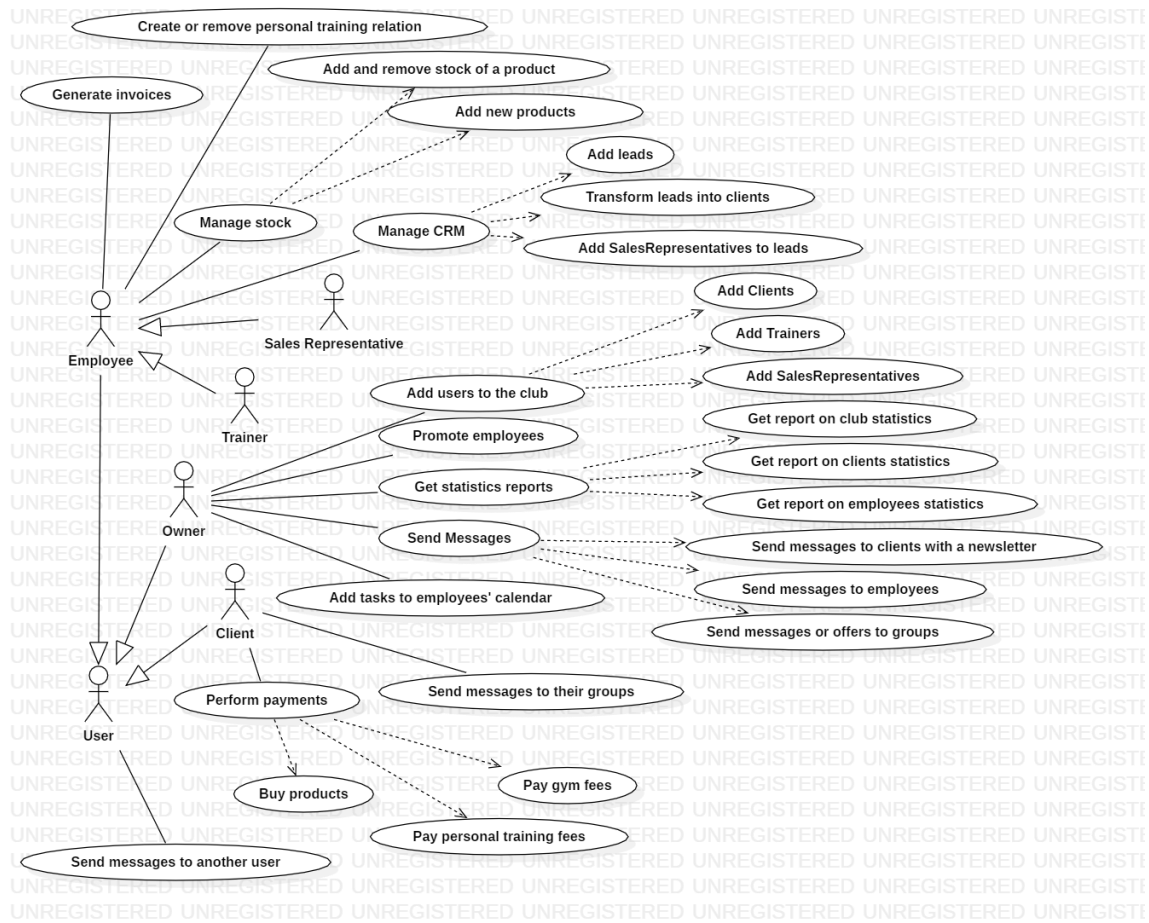 Create or remove personal training relation
Add and remove stock of a product
Generate invoices
Add new products
Add leads
Transform leads into clients
Manage stock
Manage CRM
Add SalesRepresentatives to leads
Add Clients
Sales Representative
Add Trainers
Employee
Add SalesRepresentatives
Add users to the club
Get report on club statistics
Trainer
Promote employees
Get report on clients statistics
Get statistics reports
Get report on employees statistics
Owner
Send Messages
Send messages to clients with a newsletter
Send messages to employees
Add tasks to employees' calendar
Client
Send messages or offers to groups
Send messages to their groups
Perform payments
User
Pay gym fees
Buy products
Pay personal training fees
Send messages to another user
UNREGISTERED